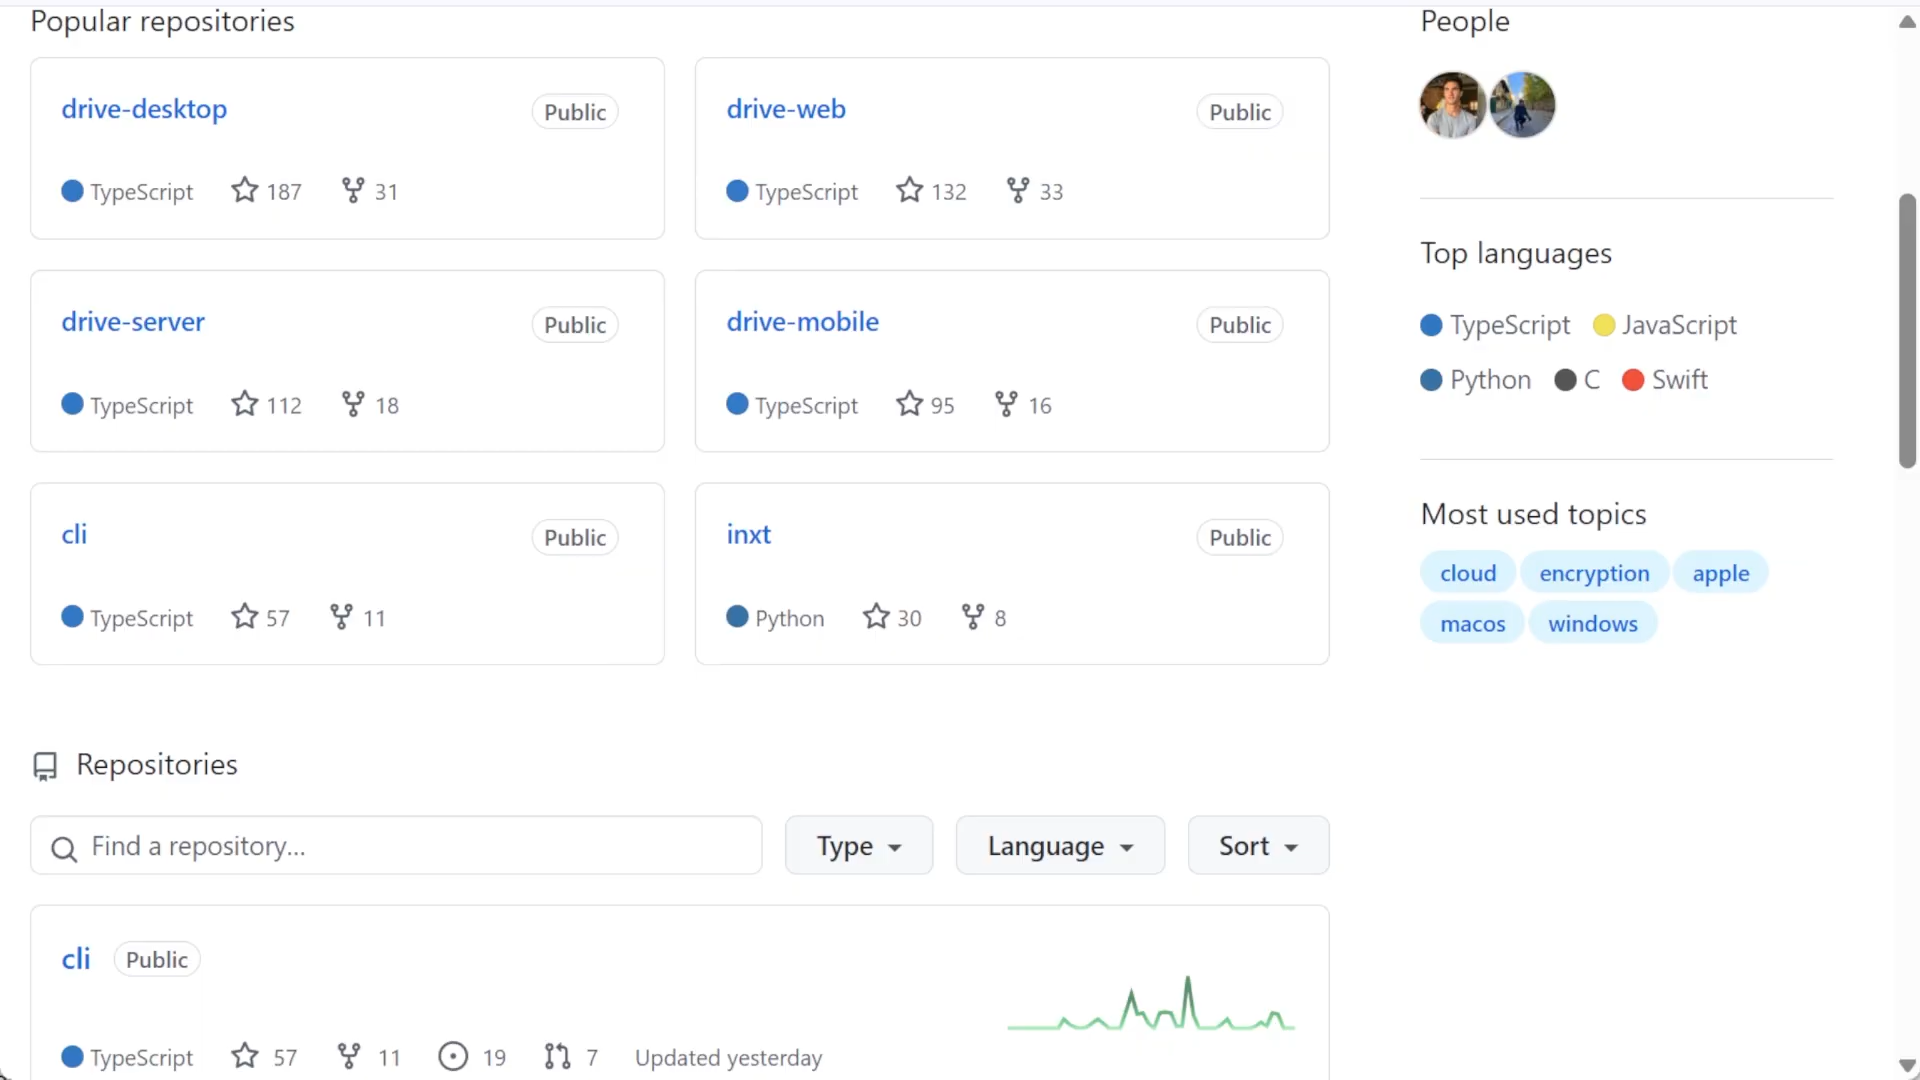 Popular repositories
drive-desktop Public
TypeScript 187 31
drive-web Public
TypeScript 132 33
drive-server Public
TypeScript 112 18
drive-mobile Public
TypeScript 95 16
cli Public
TypeScript 57 11
inxt Public
Python 30 8
Repositories
Find a repository...
Type Language Sort
cli Public
TypeScript 57 11 19 7 Updated yesterday
People
Top languages
TypeScript JavaScript
Python C Swift
Most used topics
cloud encryption apple
macos windows